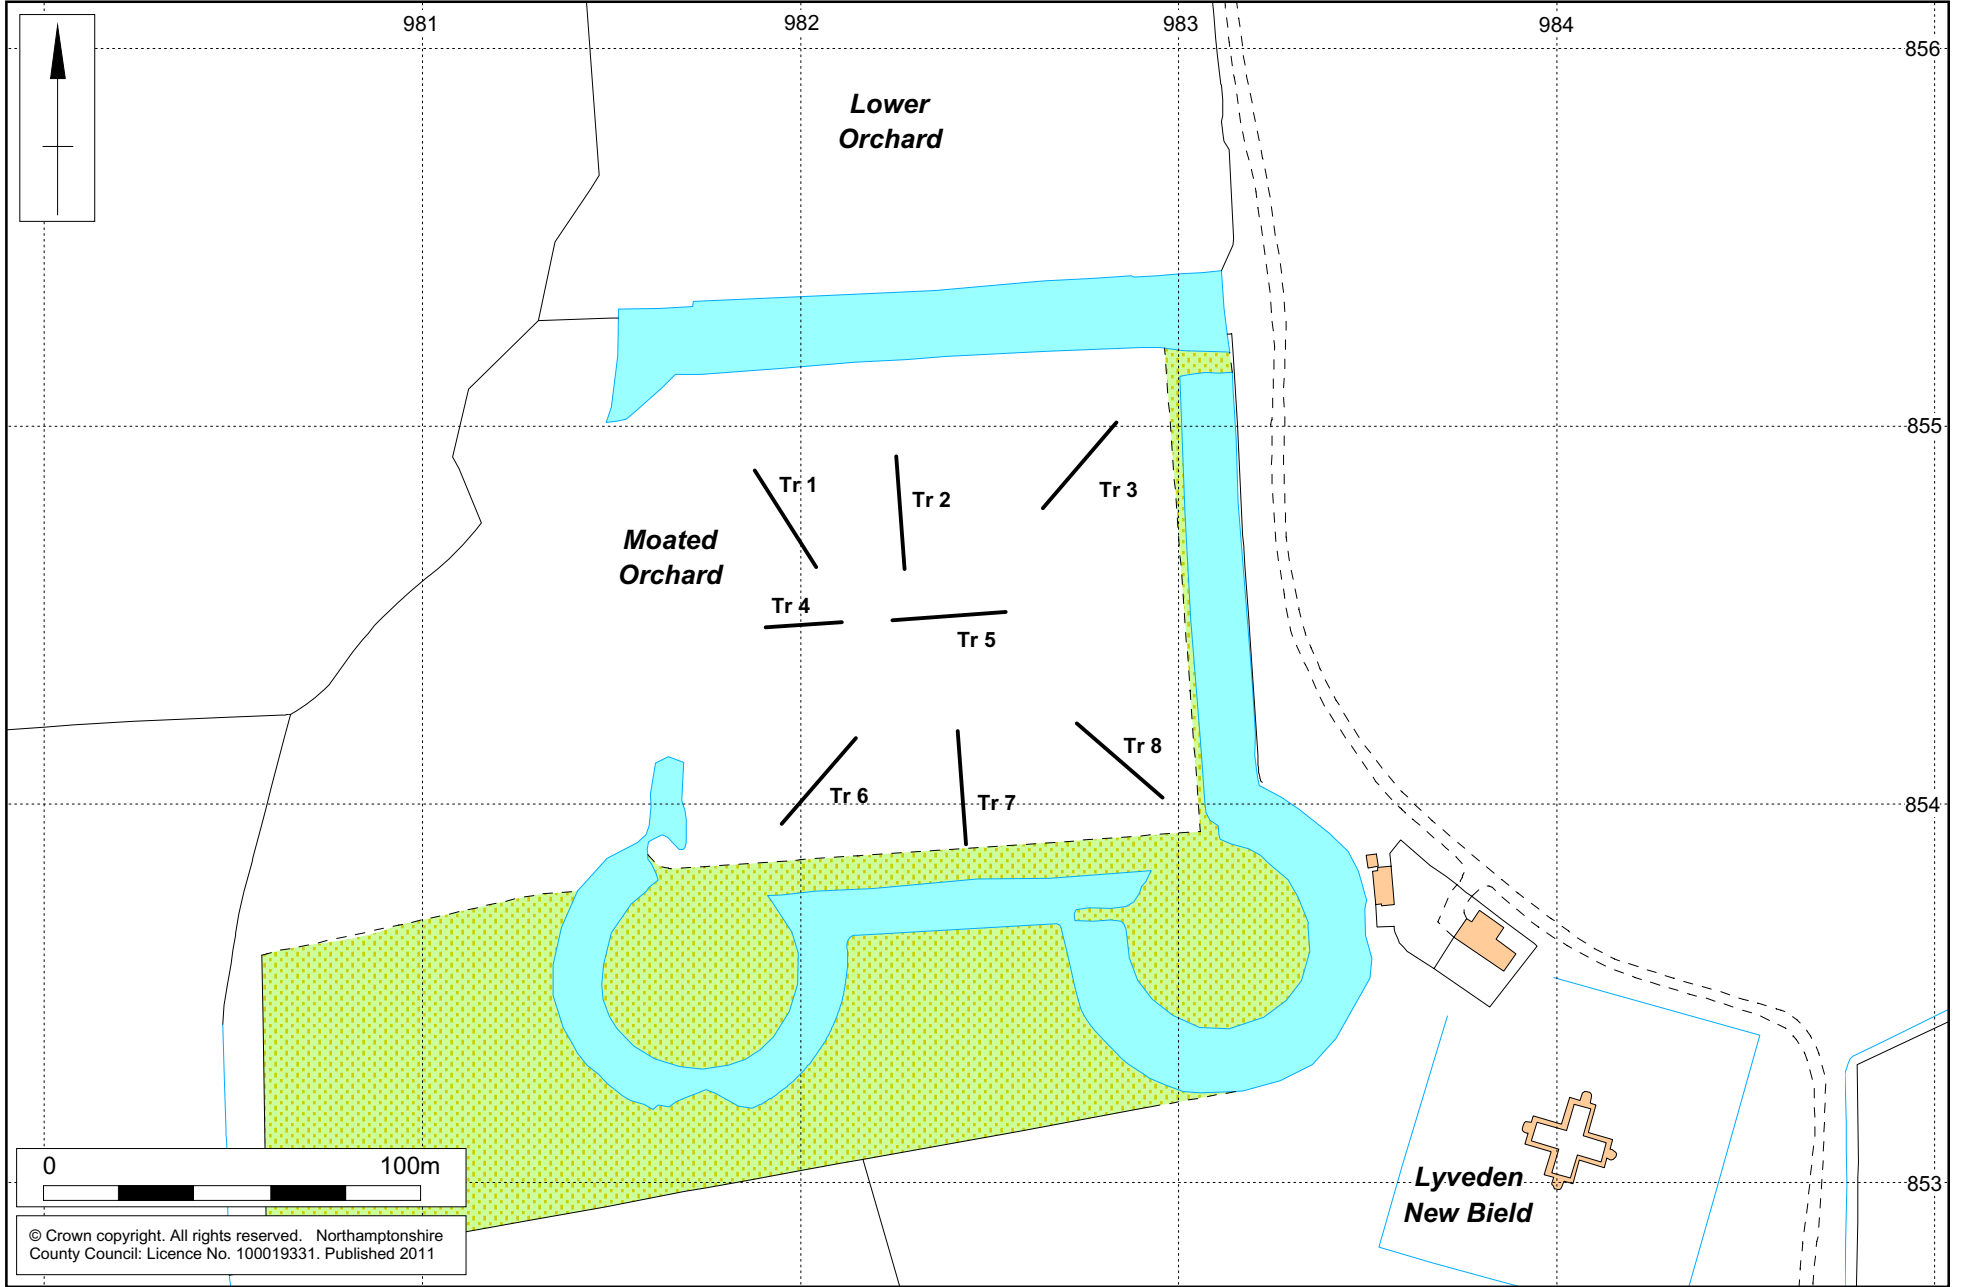 981
982
983
984
856
Lower
Orchard
855
Tr 1
Tr 2
Tr 3
Moated
Orchard
Tr 4
Tr 5
Tr 8
Tr 6
Tr 7
854
0 100m
Lyveden
New Bield
853
© Crown copyright. All rights reserved. Northamptonshire
County Council: Licence No. 100019331. Published 2011